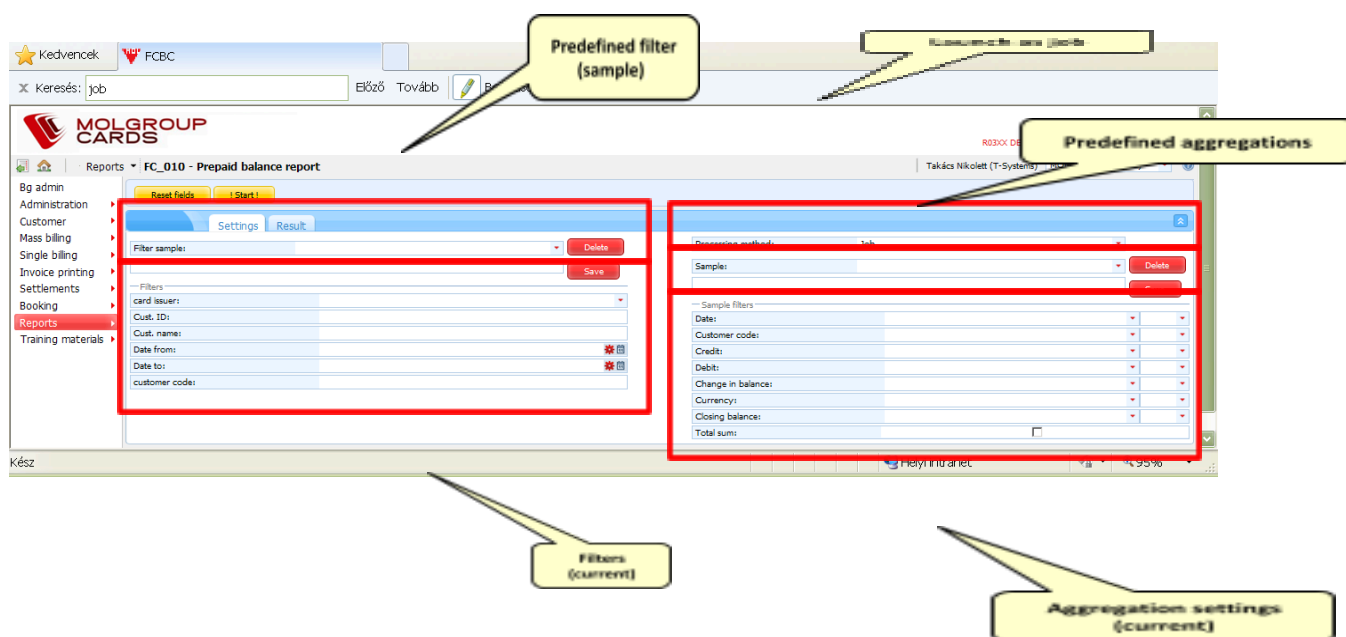 Predefined filter
(sample)
Kedvencek
FCBC
x Keresés: job
Előző Tovább
MOLGROUP
CARDS
R03XX
Predefined aggregations
Reports
FC_010 - Prepaid balance report
Takács Nikolett (T-Systems)
Bg admin
Administration
Customer
Mass billing
Single billing
Invoice printing
Settlements
Booking
Reports
Training materials
Reset fields
! Start !
Settings
Result
Filter sample:
Delete
Save
Filters
card issuer:
Cust. ID:
Cust. name:
Date from:
Date to:
customer code:
Processing method:
Job
Sample:
Delete
Sample filters
Date:
Customer code:
Credit:
Debit:
Change in balance:
Currency:
Closing balance:
Total sum:
Kész
Helyi intranet
95%
Filters
(current)
Aggregation settings
(current)